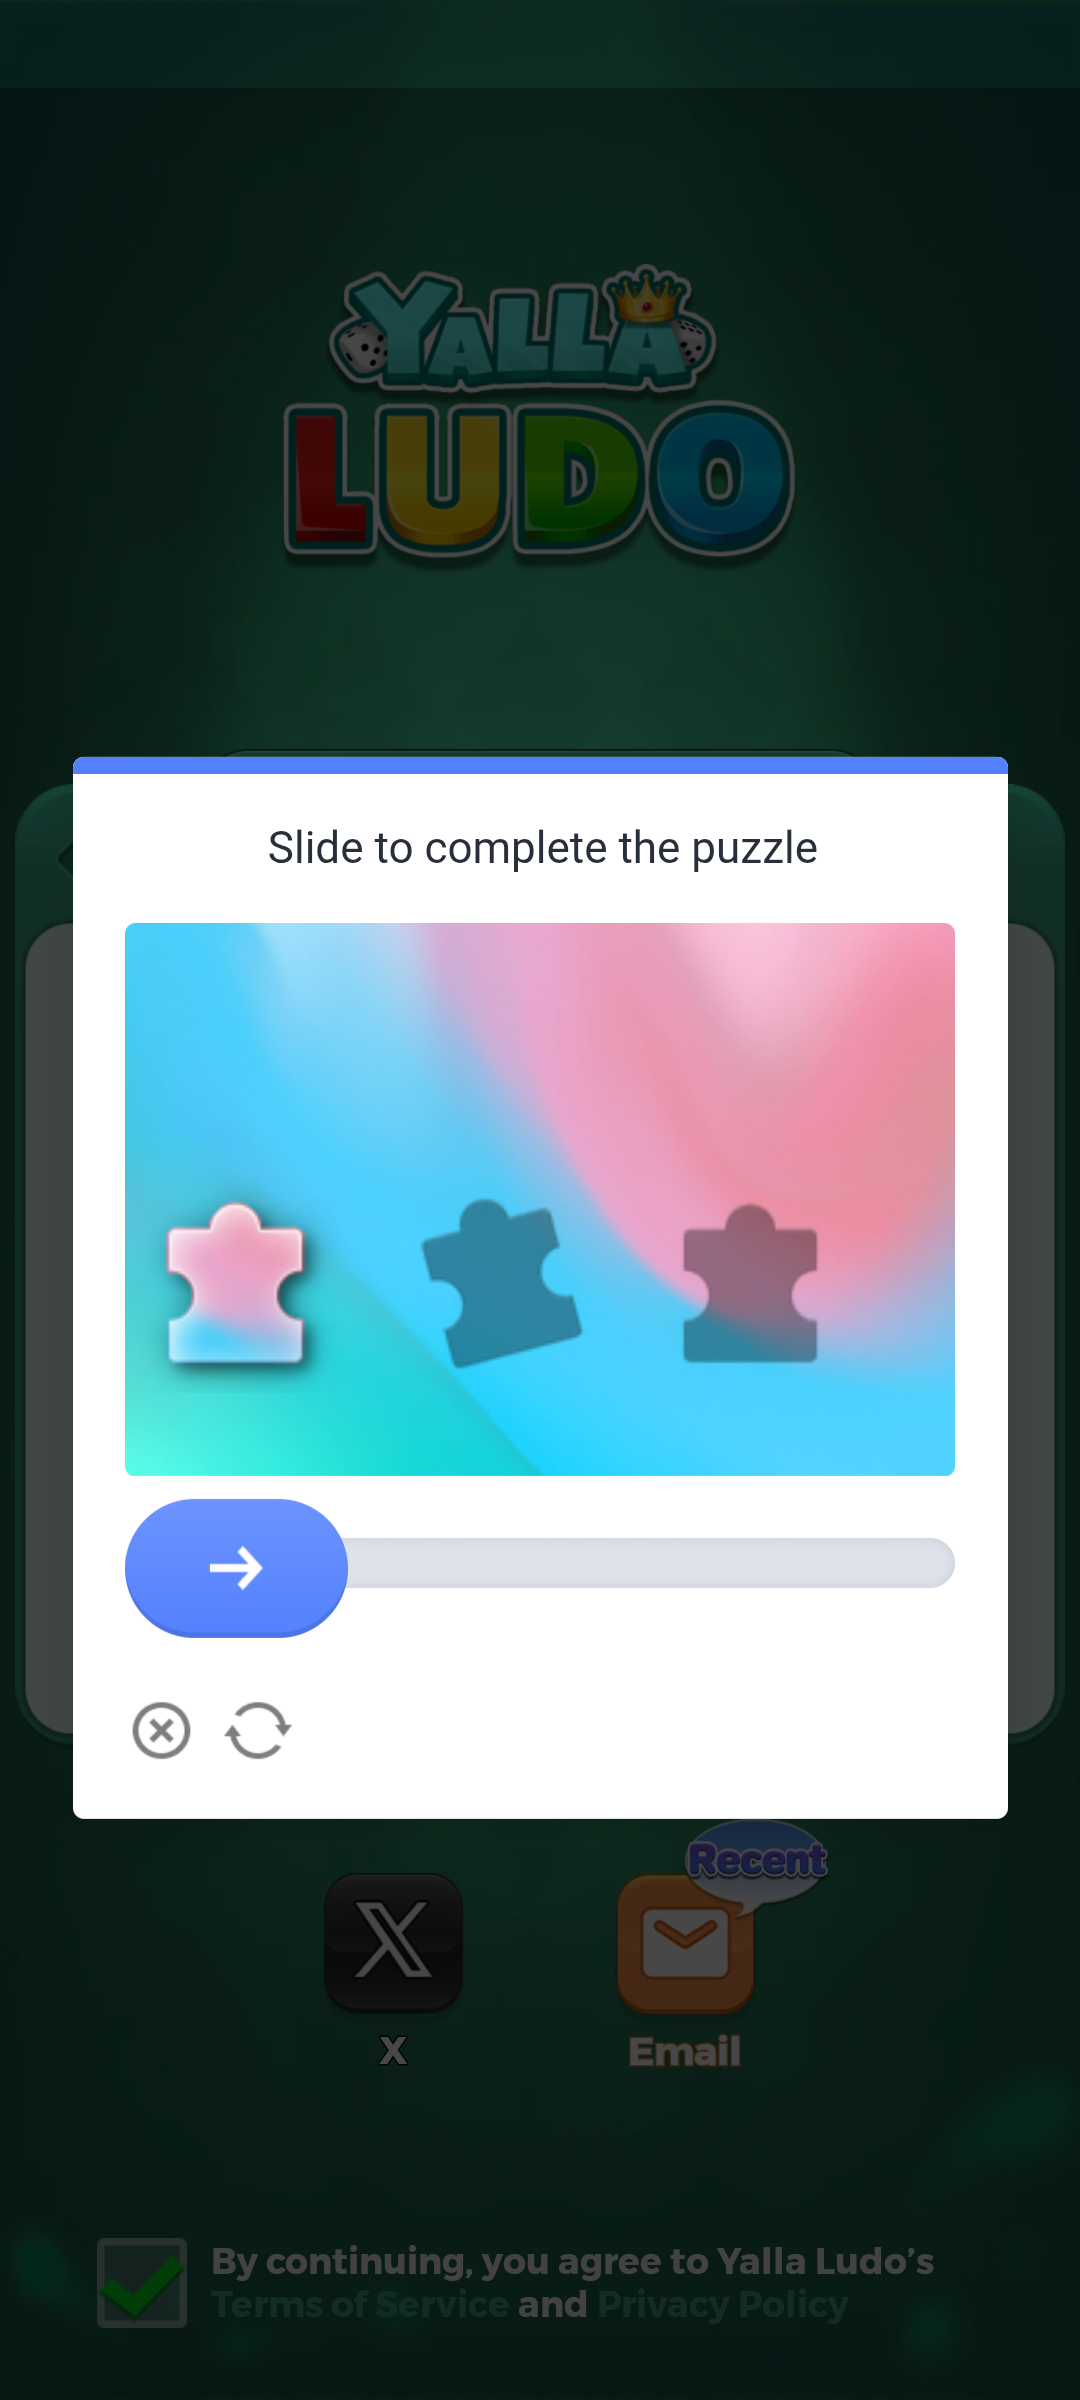 YALLA
LUDO
Slide to complete the puzzle
Recent
X
Email
By continuing, you agree to Yalla Ludo’s
Terms of Service and Privacy Policy